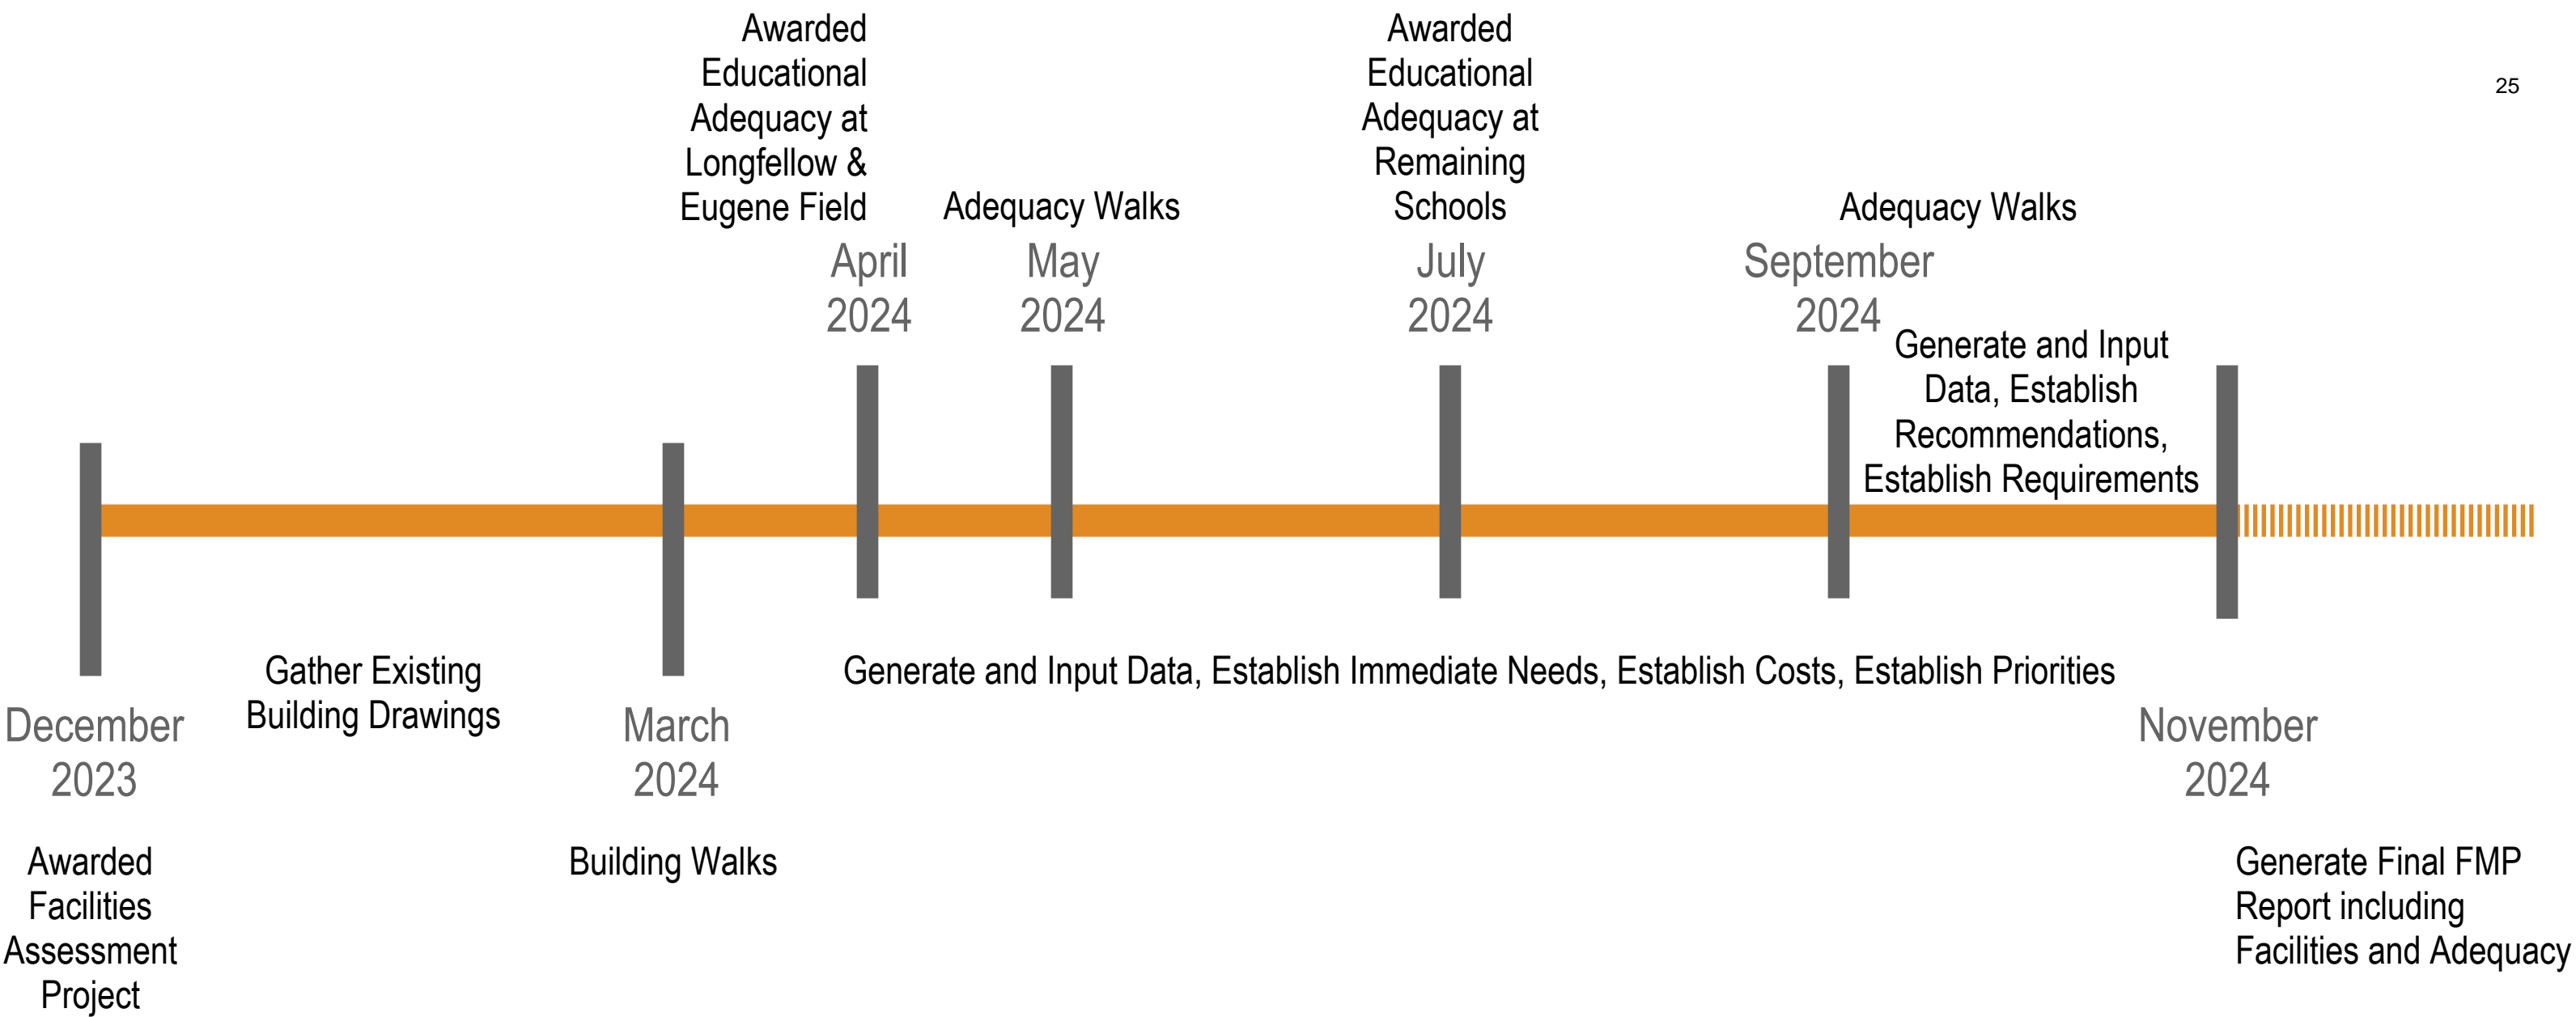 25
Awarded
Educational
Adequacy at
Longfellow &
Eugene Field
April
2024
Adequacy Walks
May
2024
Awarded
Educational
Adequacy at
Remaining
Schools
July
2024
Adequacy Walks
September
2024
Generate and Input
Data, Establish
Recommendations,
Establish Requirements
December
2023
Awarded
Facilities
Assessment
Project
Gather Existing
Building Drawings
March
2024
Building Walks
Generate and Input Data, Establish Immediate Needs, Establish Costs, Establish Priorities
November
2024
Generate Final FMP
Report including
Facilities and Adequacy